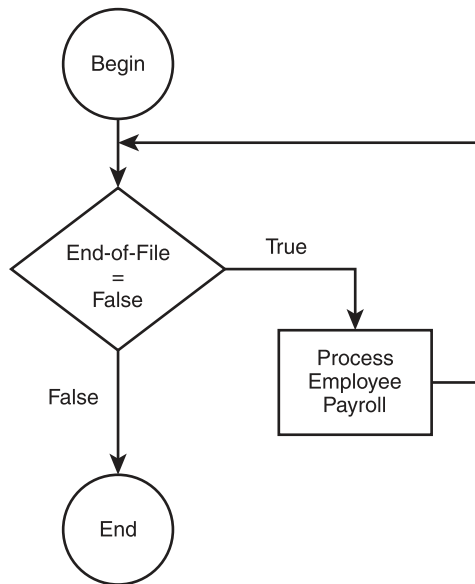 Begin
End-of-File
=
False
True
Process
Employee
Payroll
False
End